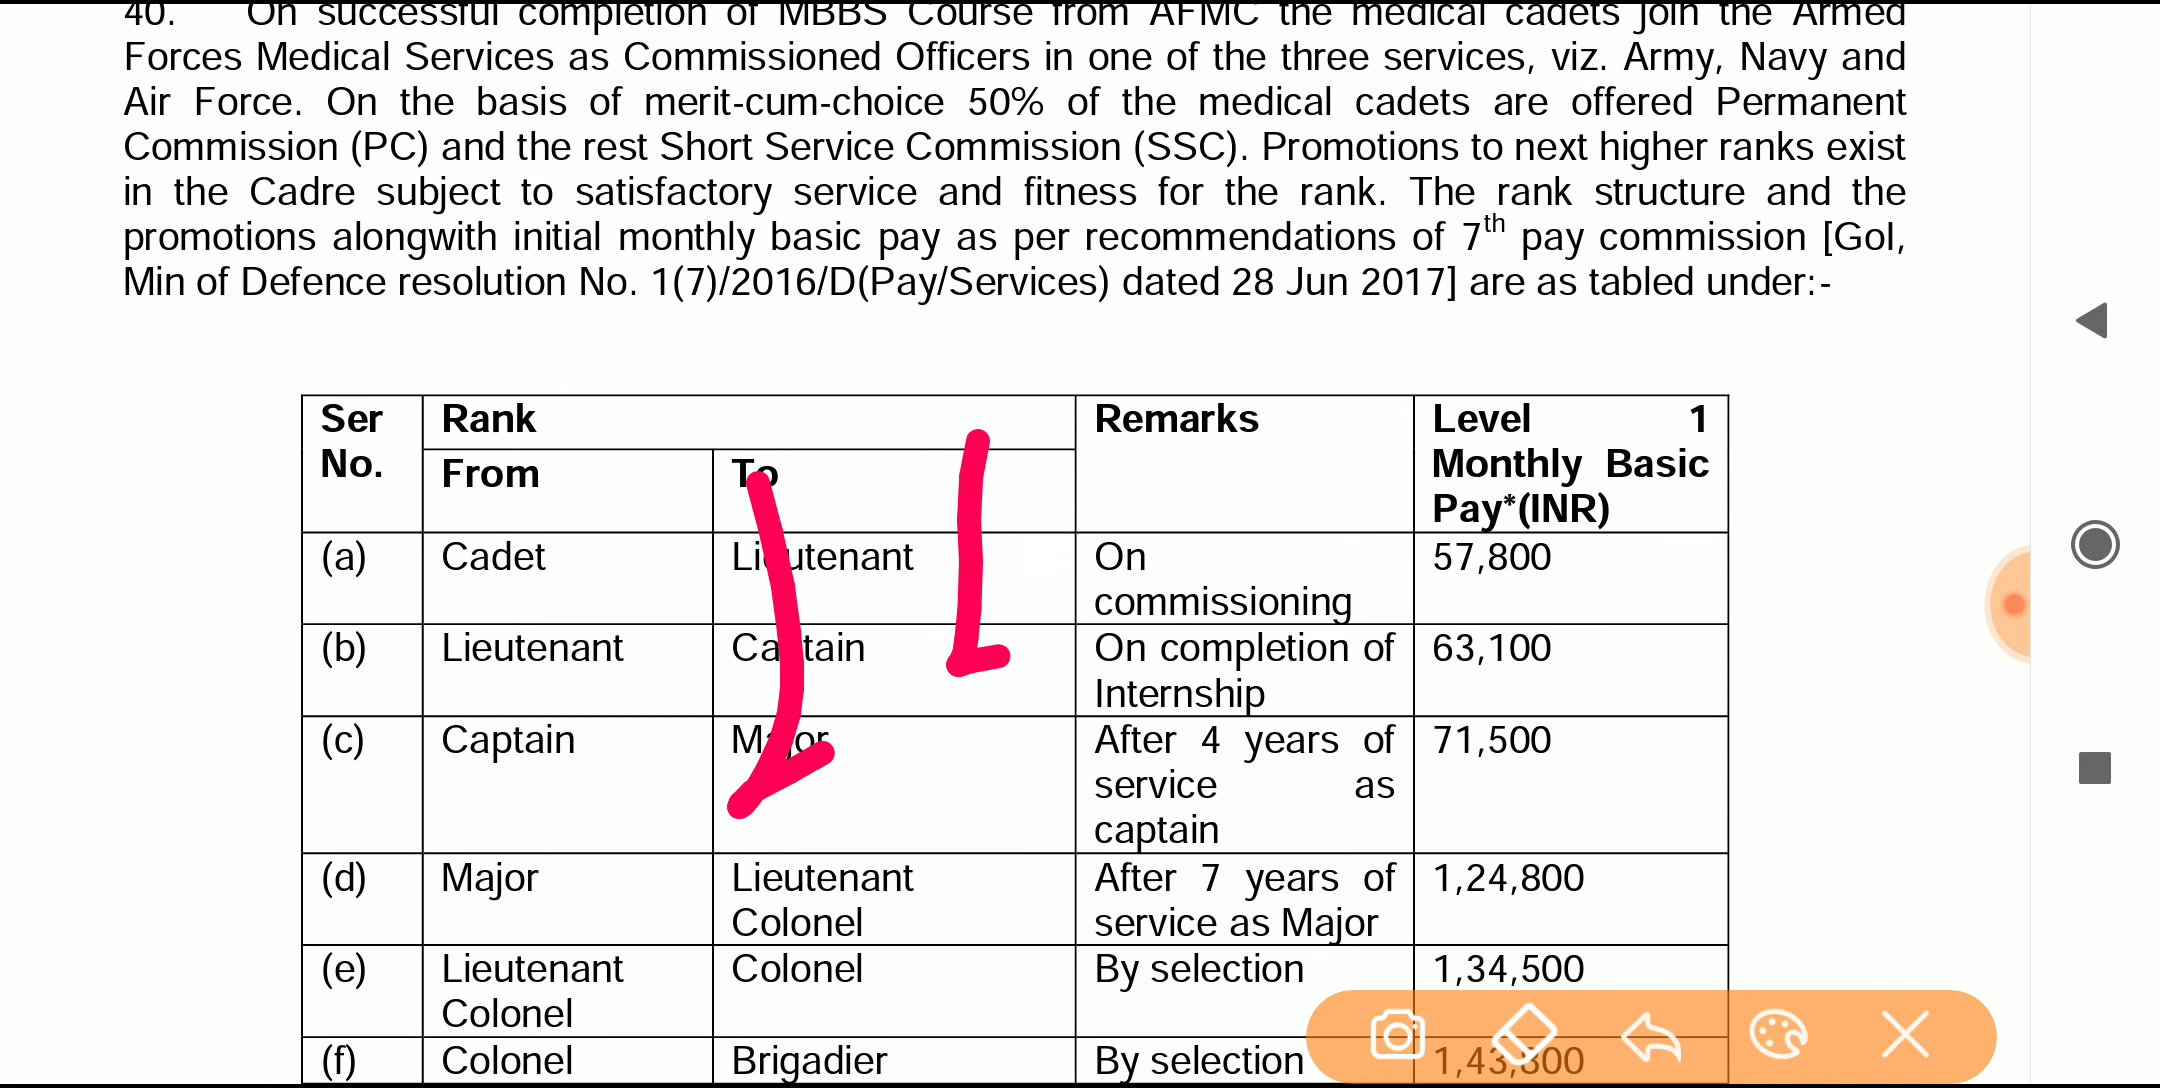 40. On successful completion of MBBS Course from AFMC the medical cadets join the Armed
Forces Medical Services as Commissioned Officers in one of the three services, viz. Army, Navy and
Air Force. On the basis of merit-cum-choice 50% of the medical cadets are offered Permanent
Commission (PC) and the rest Short Service Commission (SSC). Promotions to next higher ranks exist
in the Cadre subject to satisfactory service and fitness for the rank. The rank structure and the
promotions alongwith initial monthly basic pay as per recommendations of 7th pay commission [GoI,
Min of Defence resolution No. 1(7)/2016/D(Pay/Services) dated 28 Jun 2017] are as tabled under:-
Ser No. Rank Remarks Level 1 Monthly Basic Pay*(INR)
From To
(a) Cadet Lieutenant On commissioning 57,800
(b) Lieutenant Captain On completion of Internship 63,100
(c) Captain Major After 4 years of service as captain 71,500
(d) Major Lieutenant Colonel After 7 years of service as Major 1,24,800
(e) Lieutenant Colonel Colonel By selection 1,34,500
(f) Colonel Brigadier By selection 1,43,800